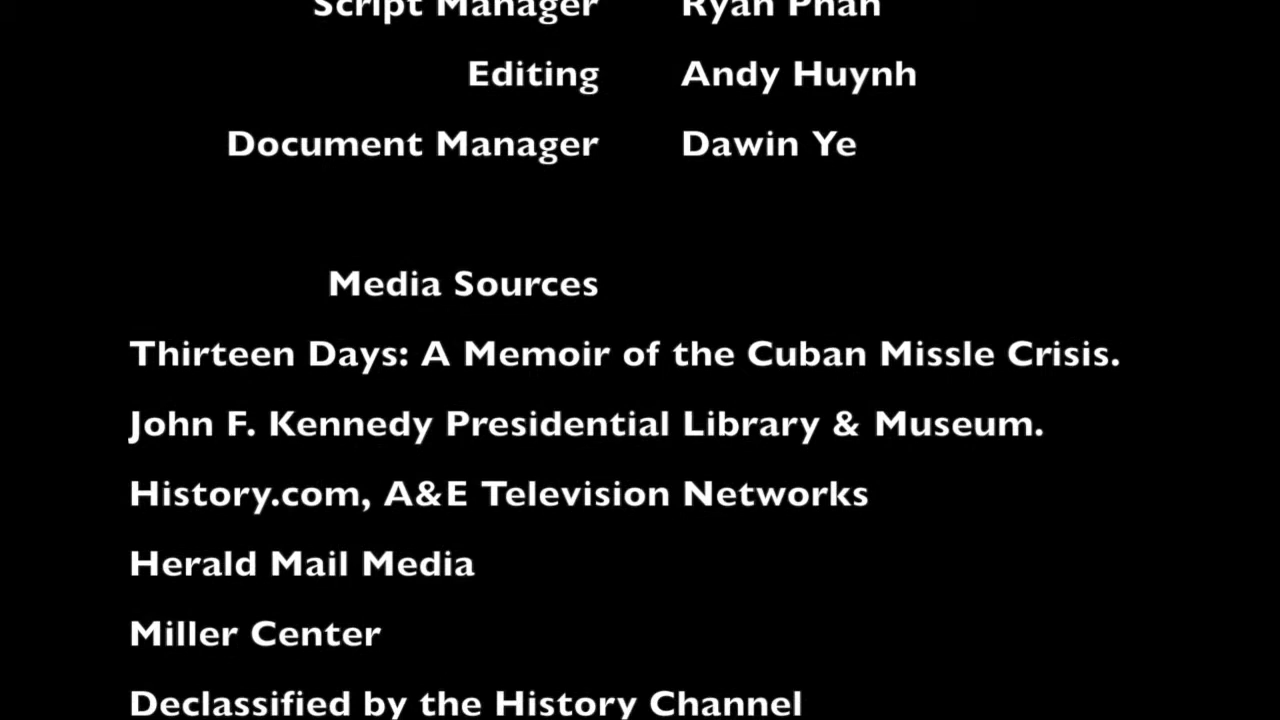 Script Manager Ryan Phan
Editing Andy Huynh
Document Manager Dawin Ye
Media Sources
Thirteen Days: A Memoir of the Cuban Missle Crisis.
John F. Kennedy Presidential Library & Museum.
History.com, A&E Television Networks
Herald Mail Media
Miller Center
Declassified by the History Channel